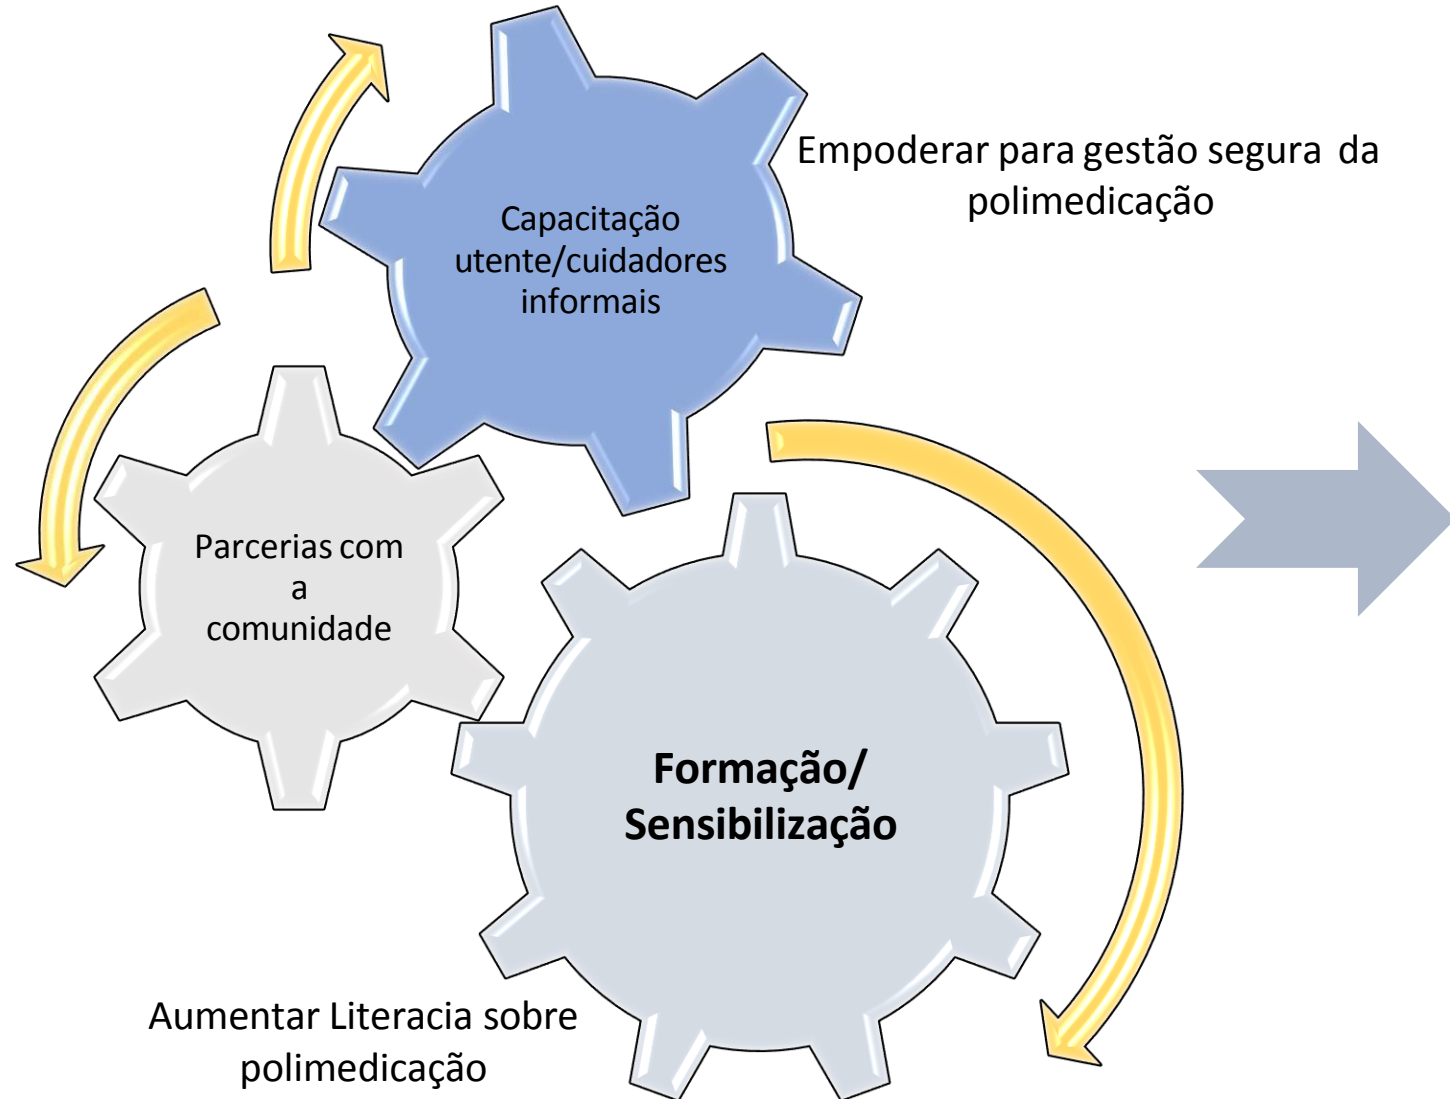 Empoderar para gestão segura da
polimedicação
Capacitação
utente/cuidadores
informais
Parcerias com
a
comunidade
Formação/
Sensibilização
Aumentar Literacia sobre
polimedicação